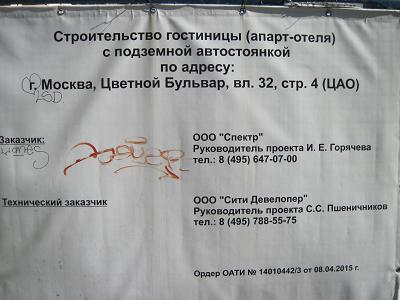 Строительство гостиницы (апарт-отеля)
с подземной автостоянкой
по адресу:
г. Москва, Цветной Бульвар, вл. 32, стр. 4 (ЦАО)
Заказчик:
ООО "Спектр"
Руководитель проекта И. Е. Горячева
тел.: 8 (495) 647-07-00
Технический заказчик
ООО "Сити Девелопер"
Руководитель проекта С.С. Пшеничников
тел.: 8 (495) 788-55-75
Ордер ОАТИ № 14010442/3 от 08.04.2015 г.